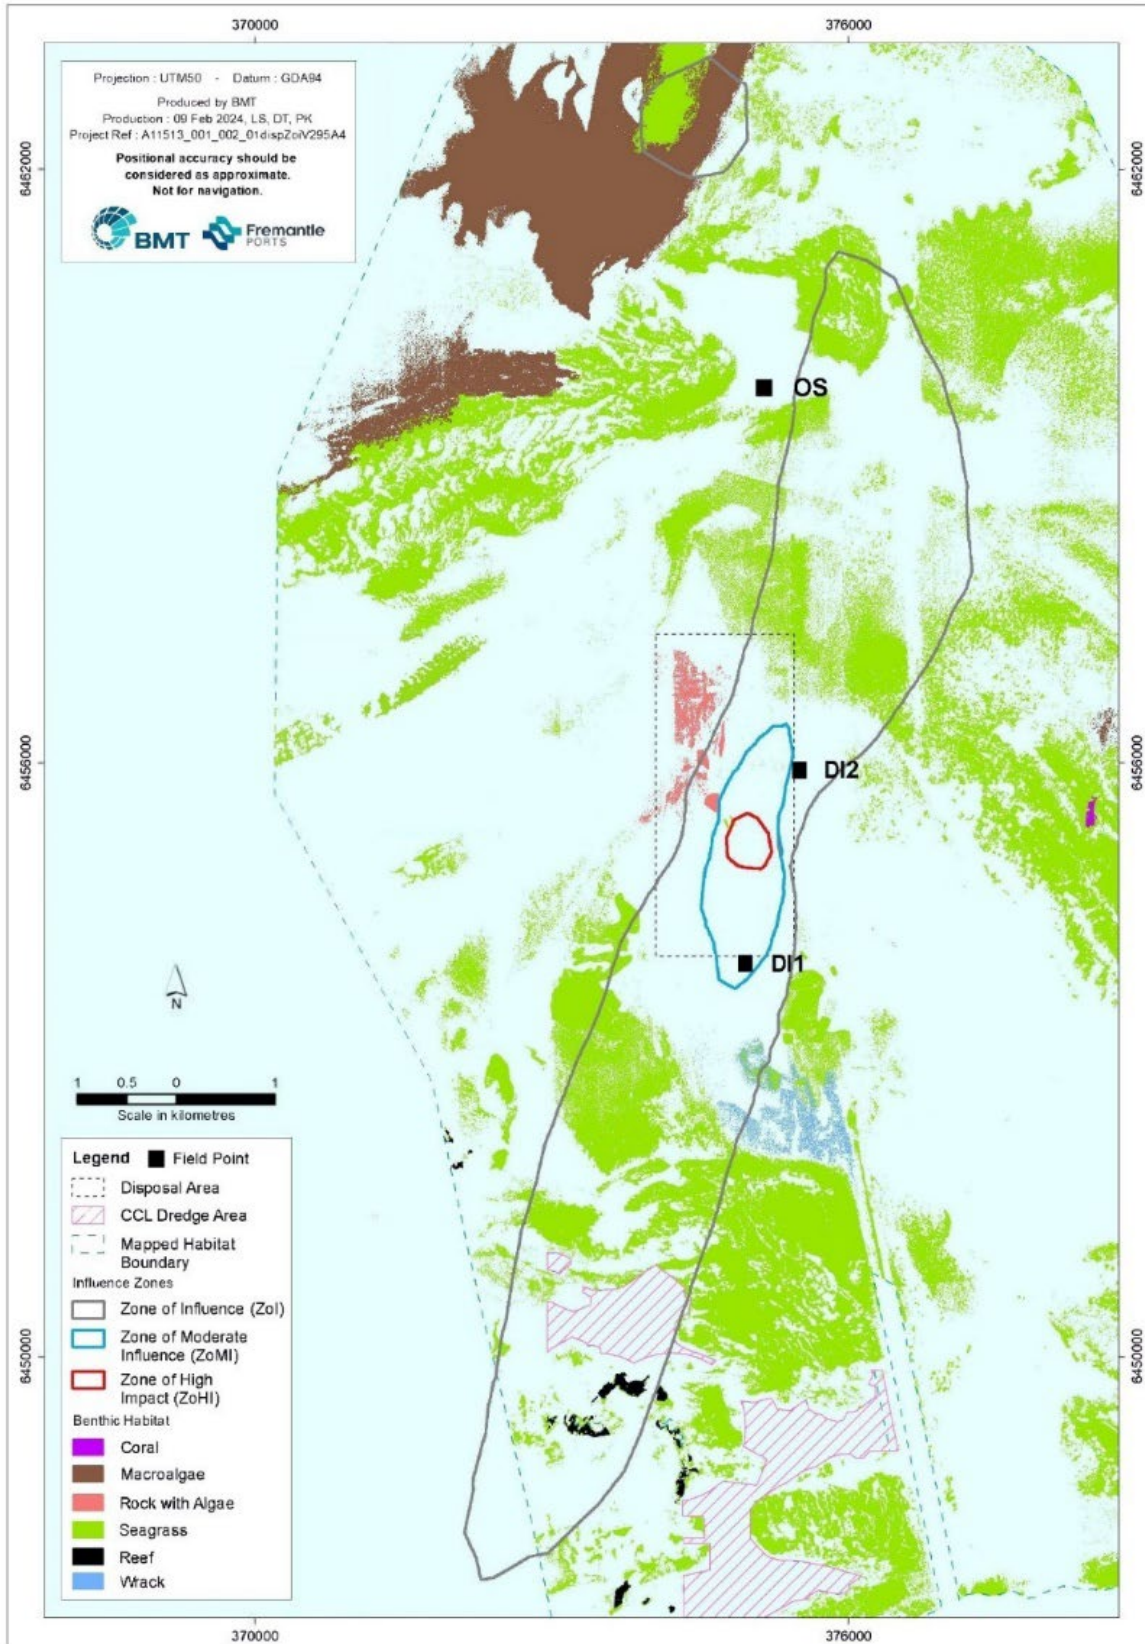 370000
376000
Projection : UTM50 - Datum : GDA94
Produced by BMT
Production : 09 Feb 2024, LS, DT, PK
Project Ref : A11513_001_002_01dispZoiV295A4
Positional accuracy should be
considered as approximate.
Not for navigation.
BMT
Fremantle
PORTS
6462000
6462000
OS
6456000
6456000
DI2
DI1
N
1 0.5 0 1
Scale in kilometres
Legend Field Point
Disposal Area
CCL Dredge Area
Mapped Habitat
Boundary
Influence Zones
Zone of Influence (ZoI)
Zone of Moderate
Influence (ZoMI)
Zone of High
Impact (ZoHI)
Benthic Habitat
Coral
Macroalgae
Rock with Algae
Seagrass
Reef
Wrack
6450000
6450000
370000
376000